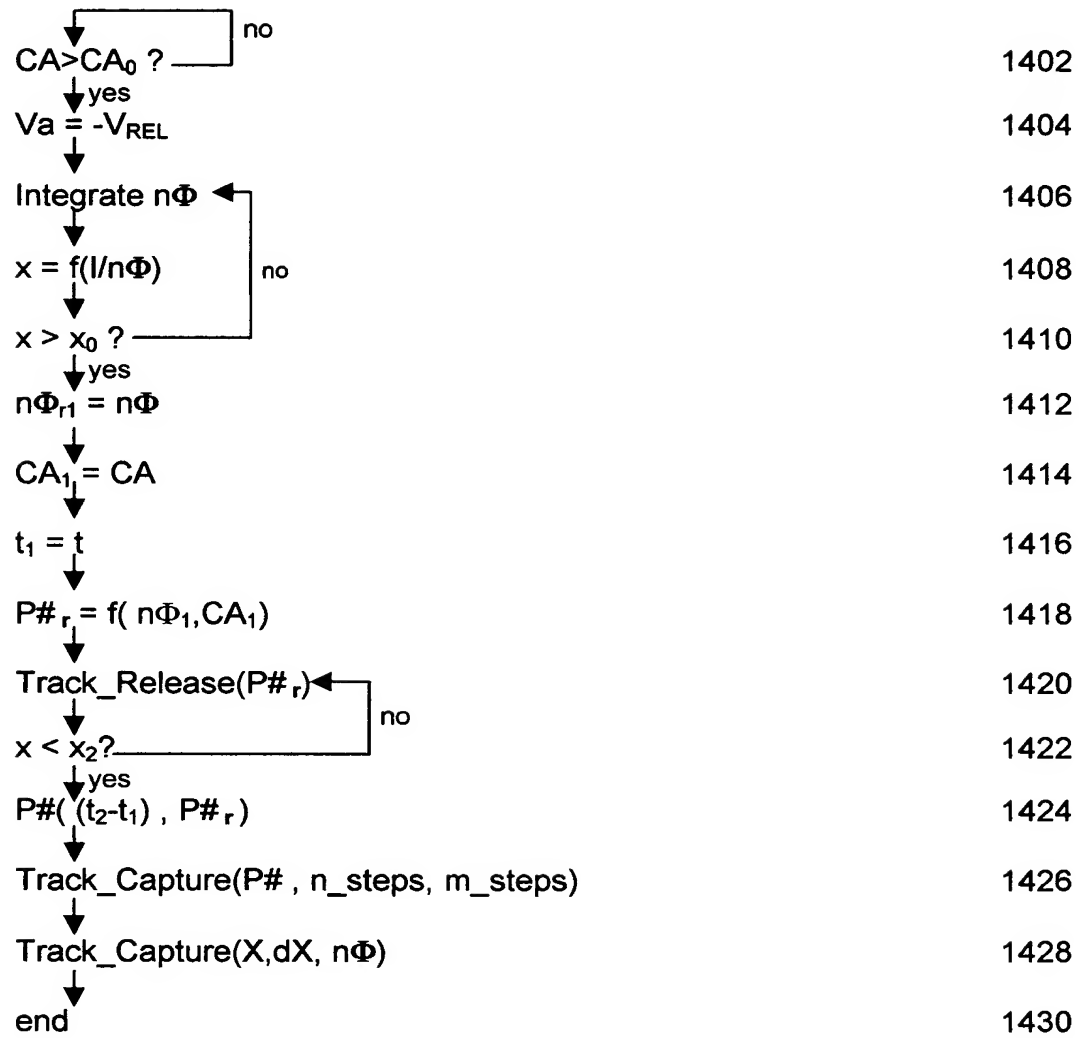 no
CA>CA₀ ? 1402
yes
Va = -V_REL 1404
Integrate nΦ 1406
x = f(I/nΦ) no 1408
x > x₀ ? 1410
yes
nΦ_r1 = nΦ 1412
CA₁ = CA 1414
t₁ = t 1416
P#_r = f( nΦ₁,CA₁) 1418
Track_Release(P#_r) 1420
no
x < x₂? 1422
yes
P#( (t₂-t₁) , P#_r ) 1424
Track_Capture(P# , n_steps, m_steps) 1426
Track_Capture(X,dX, nΦ) 1428
end 1430